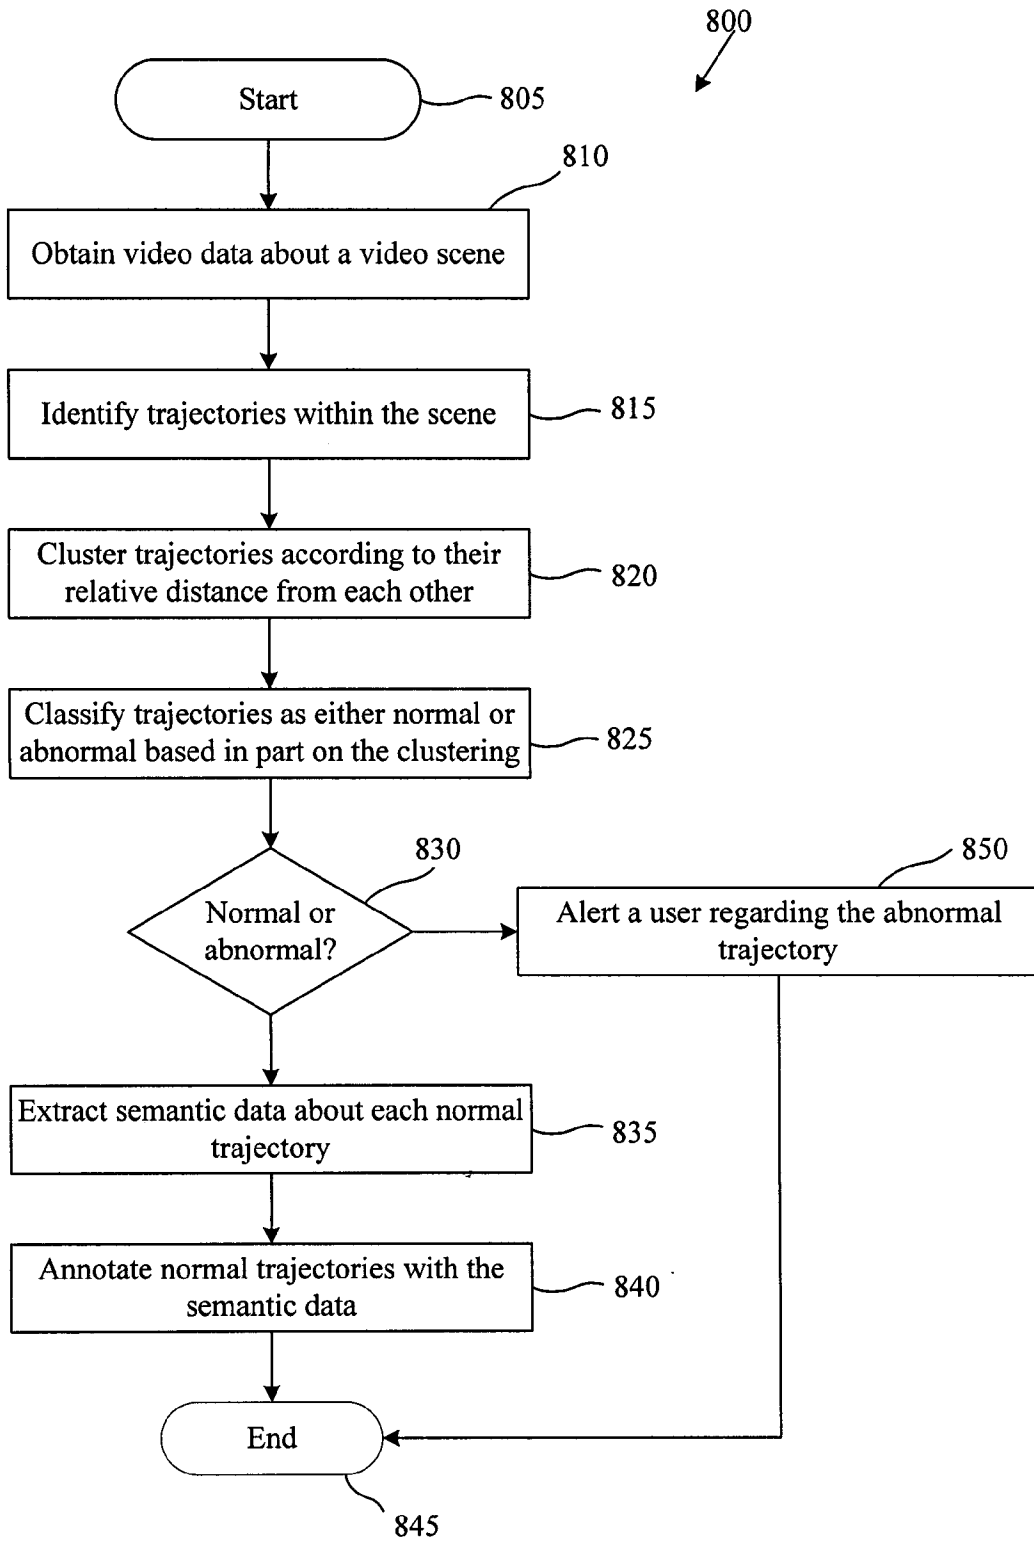 800
Start
805
810
Obtain video data about a video scene
Identify trajectories within the scene
815
Cluster trajectories according to their
relative distance from each other
820
Classify trajectories as either normal or
abnormal based in part on the clustering
825
830
Normal or
abnormal?
850
Alert a user regarding the abnormal
trajectory
Extract semantic data about each normal
trajectory
835
Annotate normal trajectories with the
semantic data
840
End
845